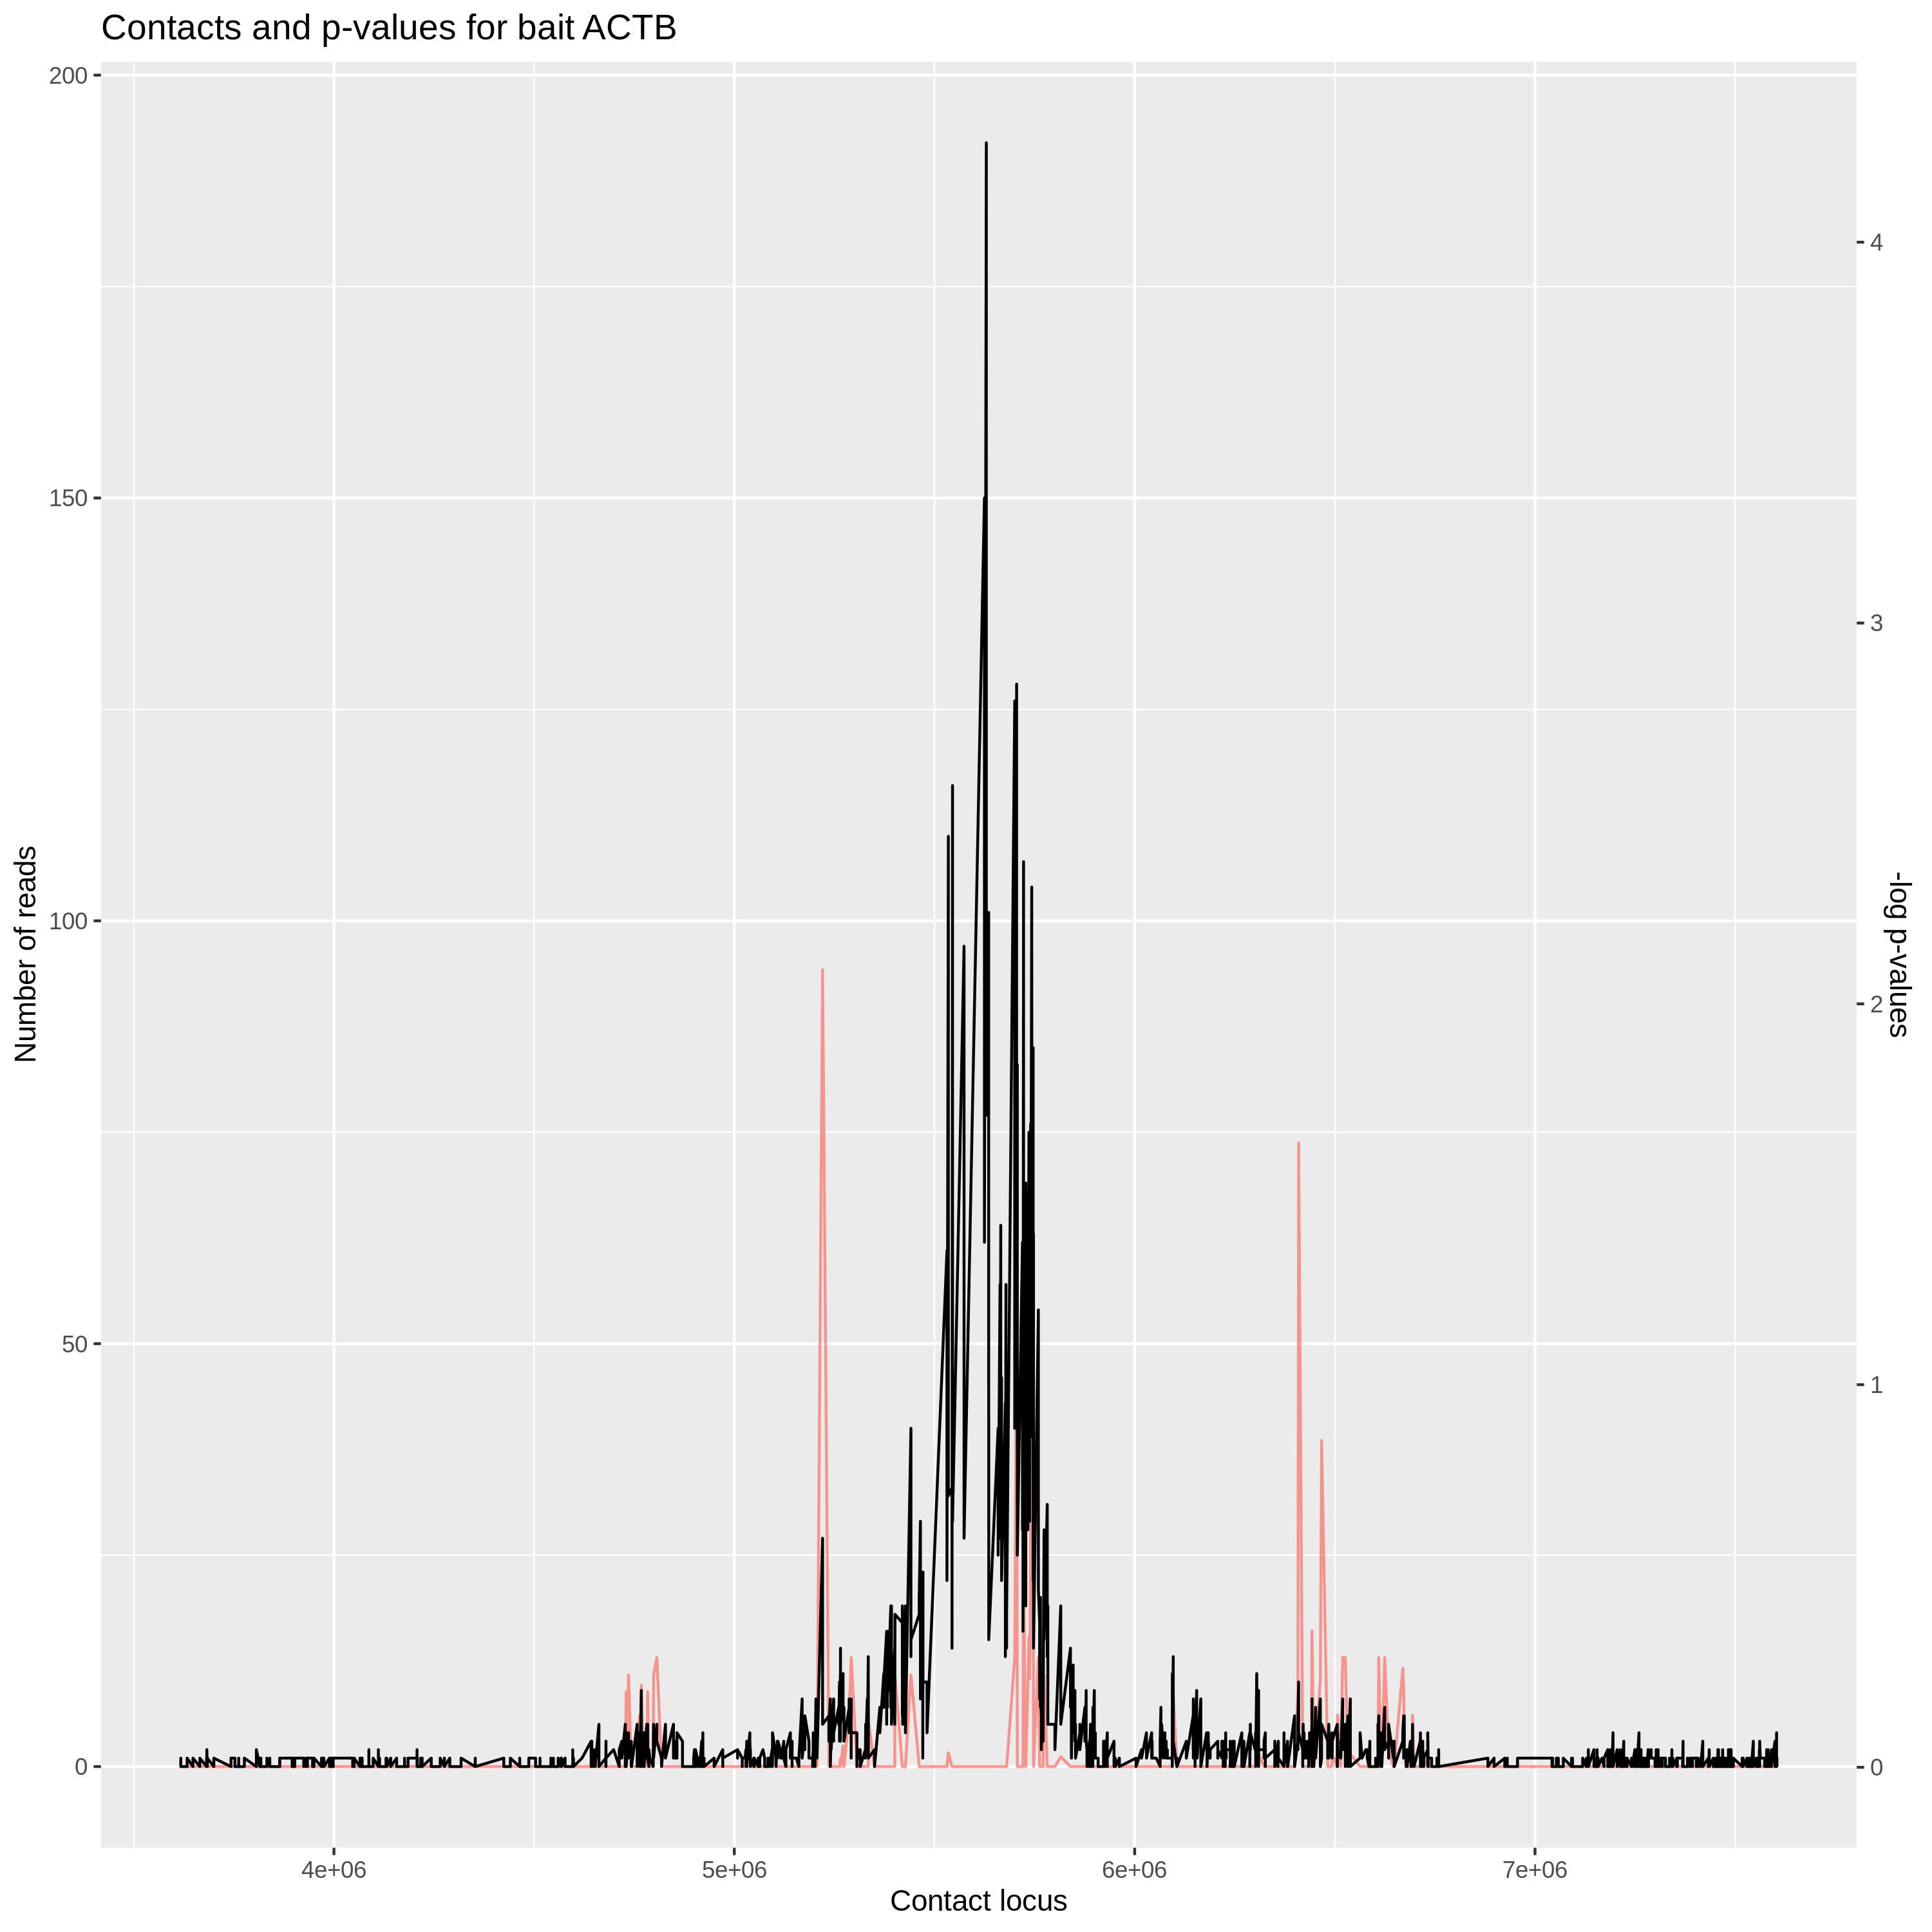 Contacts and p-values for bait ACTB
200
150
100
50
0
4
3
2
1
0
Number of reads
-log p-values
4e+06
5e+06
6e+06
7e+06
Contact locus